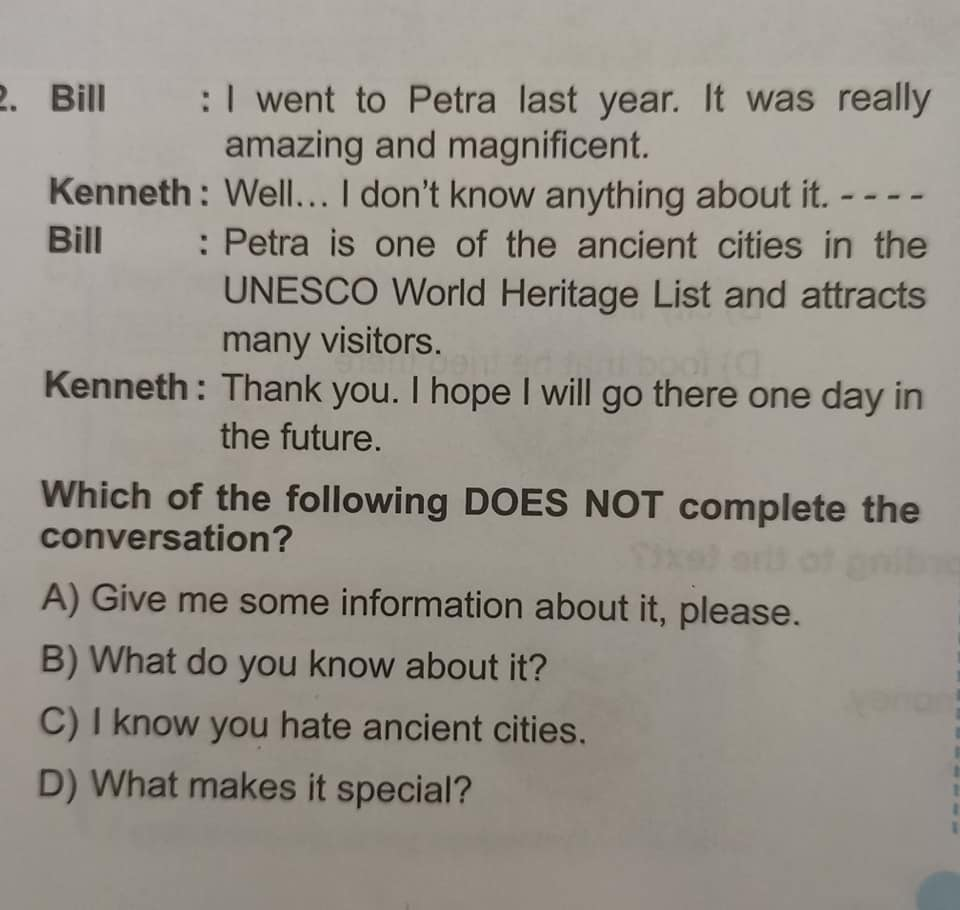 2. Bill : I went to Petra last year. It was really
amazing and magnificent.
Kenneth : Well... I don't know anything about it. - - - -
Bill : Petra is one of the ancient cities in the
UNESCO World Heritage List and attracts
many visitors.
Kenneth : Thank you. I hope I will go there one day in
the future.
Which of the following DOES NOT complete the
conversation?
A) Give me some information about it, please.
B) What do you know about it?
C) I know you hate ancient cities.
D) What makes it special?